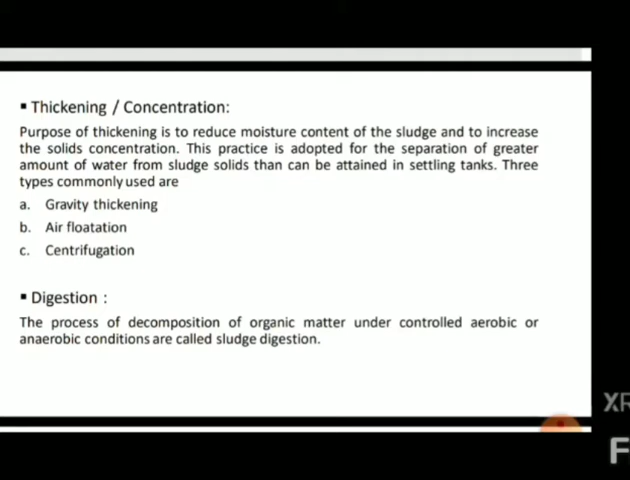 ▪ Thickening / Concentration:
Purpose of thickening is to reduce moisture content of the sludge and to increase
the solids concentration. This practice is adopted for the separation of greater
amount of water from sludge solids than can be attained in settling tanks. Three
types commonly used are
a. Gravity thickening
b. Air floatation
c. Centrifugation
▪ Digestion :
The process of decomposition of organic matter under controlled aerobic or
anaerobic conditions are called sludge digestion.